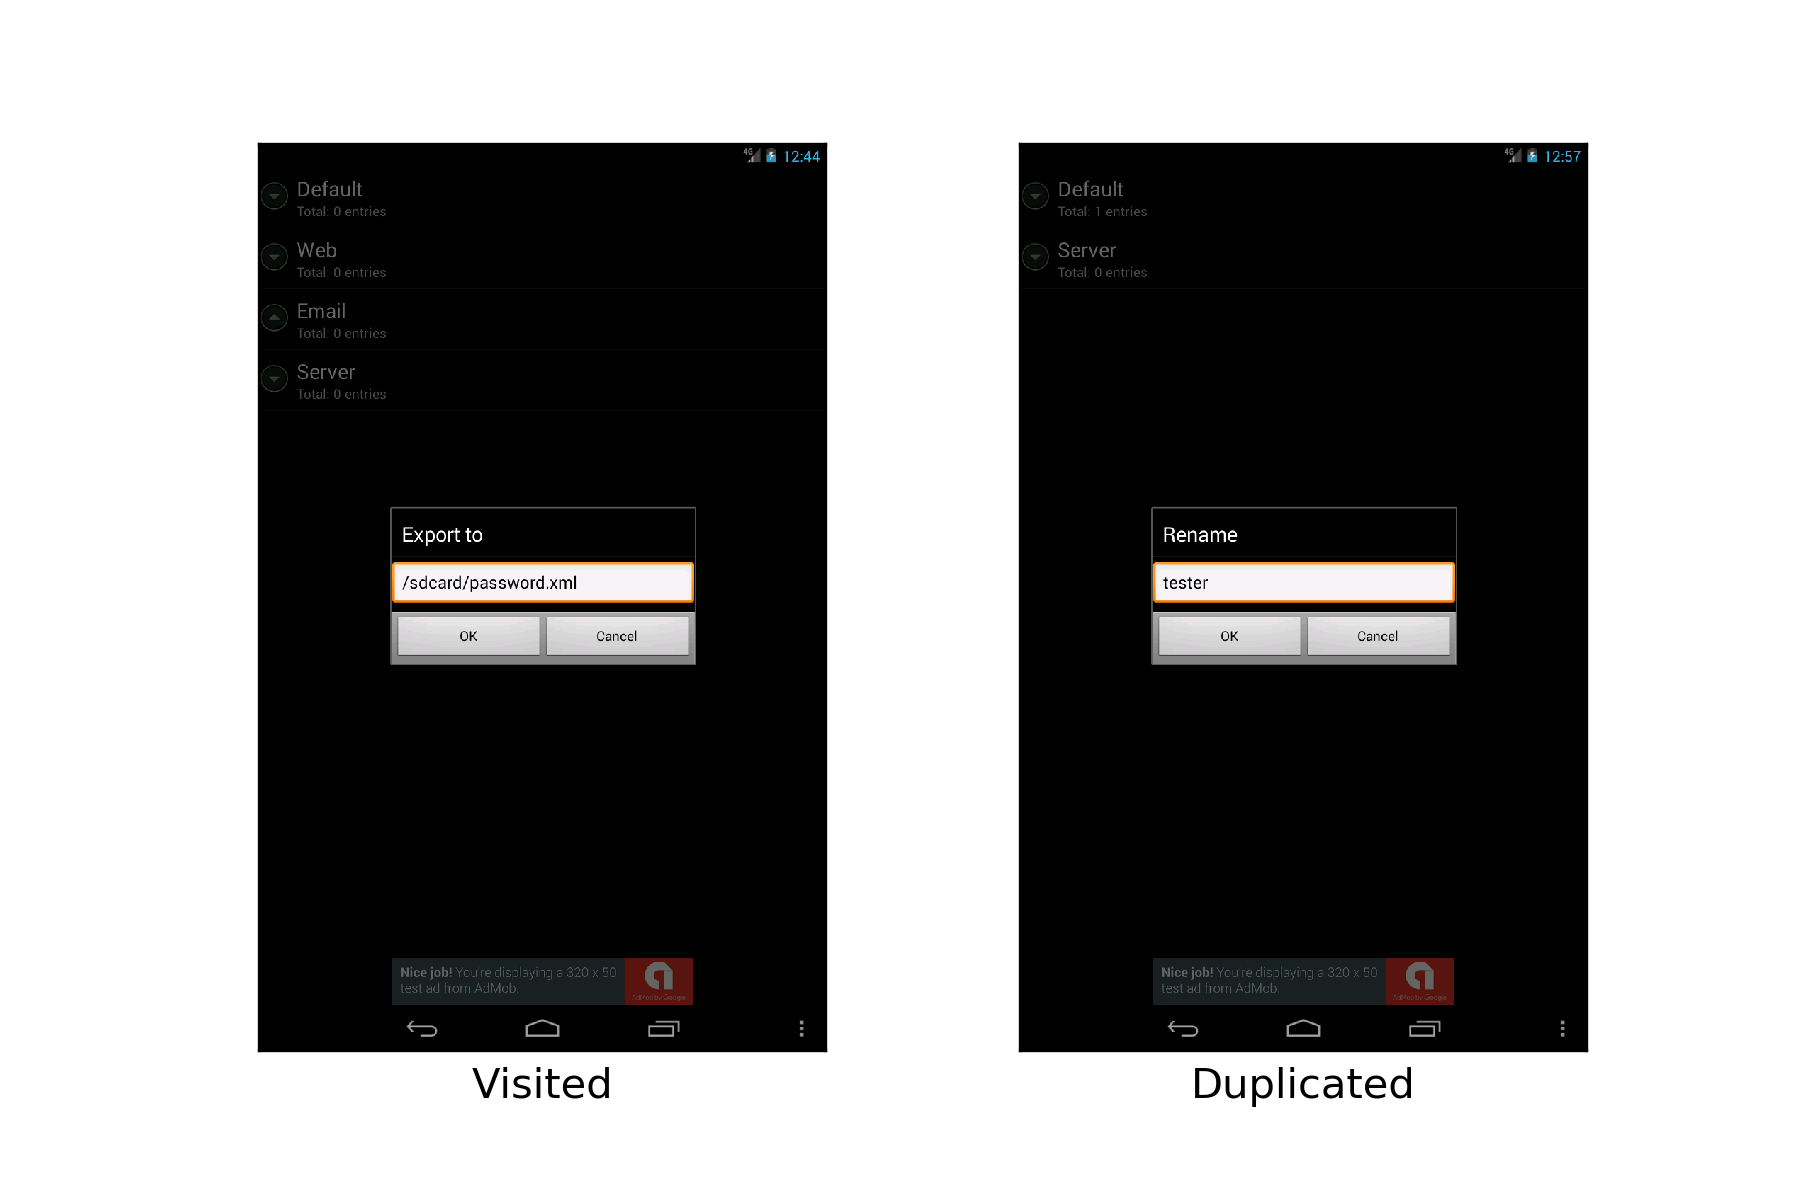 4G 12:44
Default
Total: 0 entries
Web
Total: 0 entries
Email
Total: 0 entries
Server
Total: 0 entries
Export to
/sdcard/password.xml
OK Cancel
Nice job! You're displaying a 320 x 50
test ad from AdMob.
AdMob by Google
Visited
4G 12:57
Default
Total: 1 entries
Server
Total: 0 entries
Rename
tester
OK Cancel
Nice job! You're displaying a 320 x 50
test ad from AdMob.
AdMob by Google
Duplicated